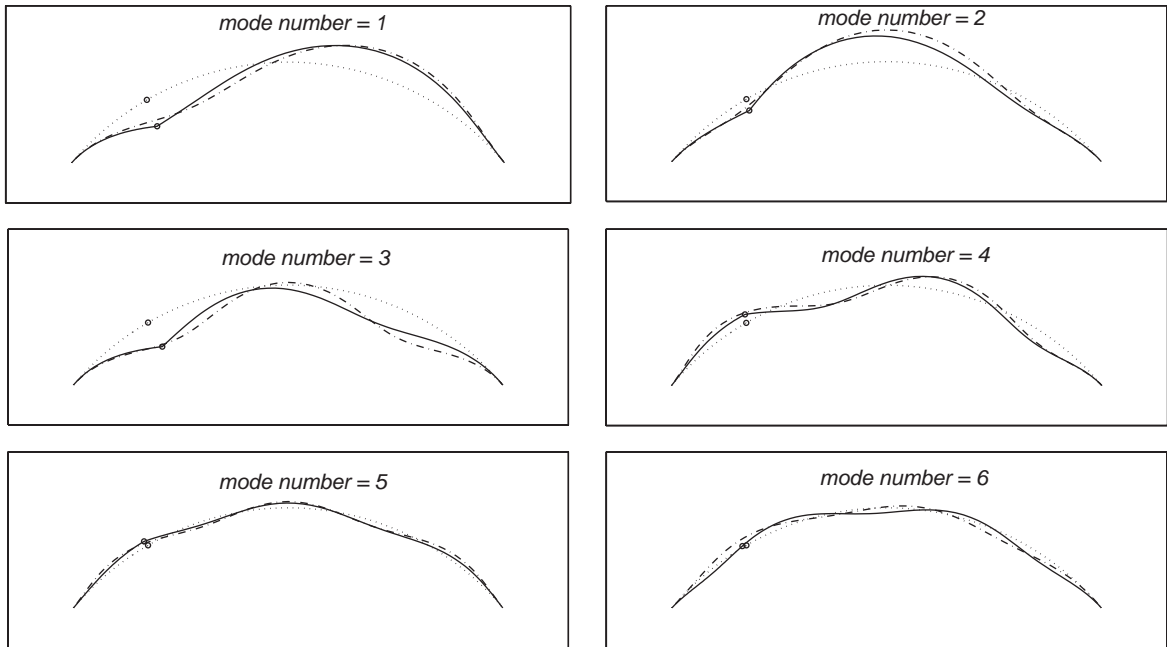 mode number = 1
mode number = 2
mode number = 3
mode number = 4
mode number = 5
mode number = 6